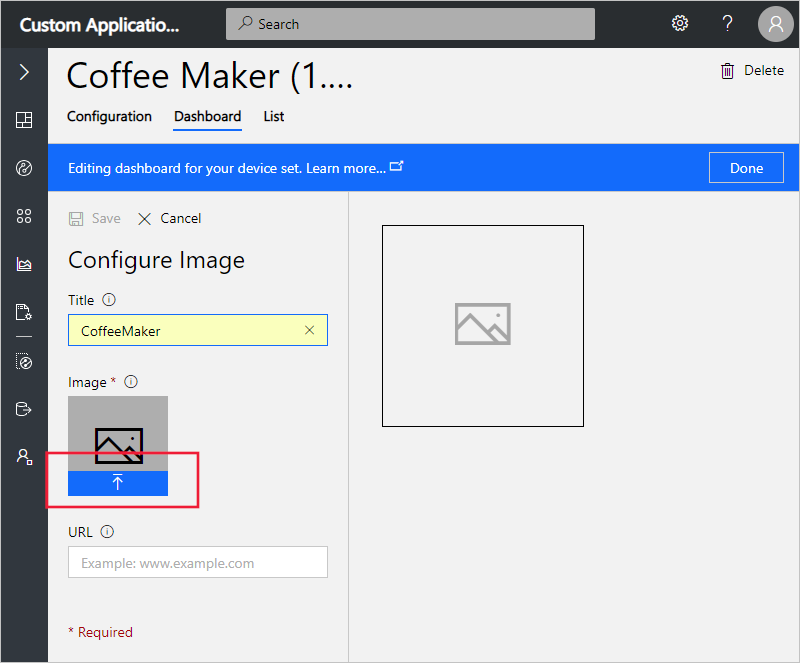 Custom Applicatio...
Search
?
Coffee Maker (1....
Delete
Configuration Dashboard List
Editing dashboard for your device set. Learn more...
Done
Save Cancel
Configure Image
Title
CoffeeMaker
Image *
URL
Example: www.example.com
* Required